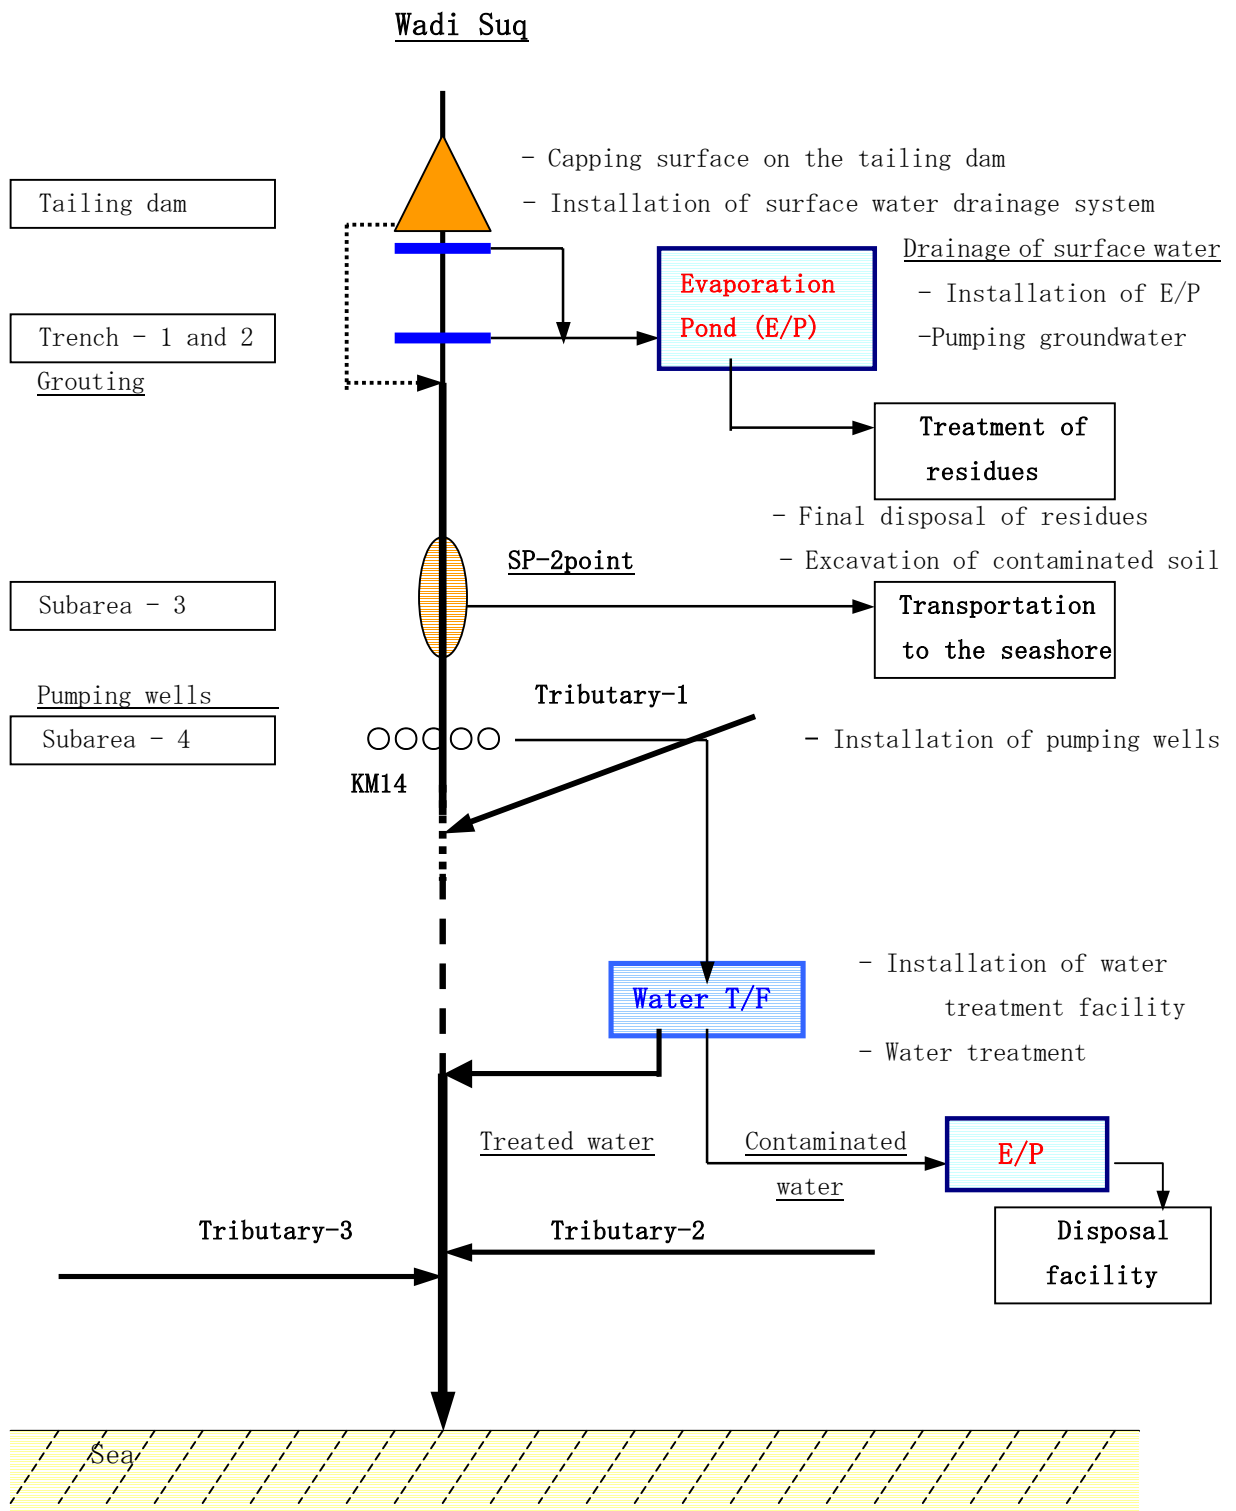 Wadi Suq
- Capping surface on the tailing dam
Tailing dam
- Installation of surface water drainage system
Drainage of surface water
Evaporation
Pond (E/P)
- Installation of E/P
-Pumping groundwater
Trench - 1 and 2
Grouting
Treatment of
residues
- Final disposal of residues
SP-2point
- Excavation of contaminated soil
Subarea - 3
Transportation
to the seashore
Pumping wells
Tributary-1
Subarea - 4
- Installation of pumping wells
KM14
- Installation of water
treatment facility
Water T/F
- Water treatment
Treated water
Contaminated
water
E/P
Tributary-3
Tributary-2
Disposal
facility
Sea